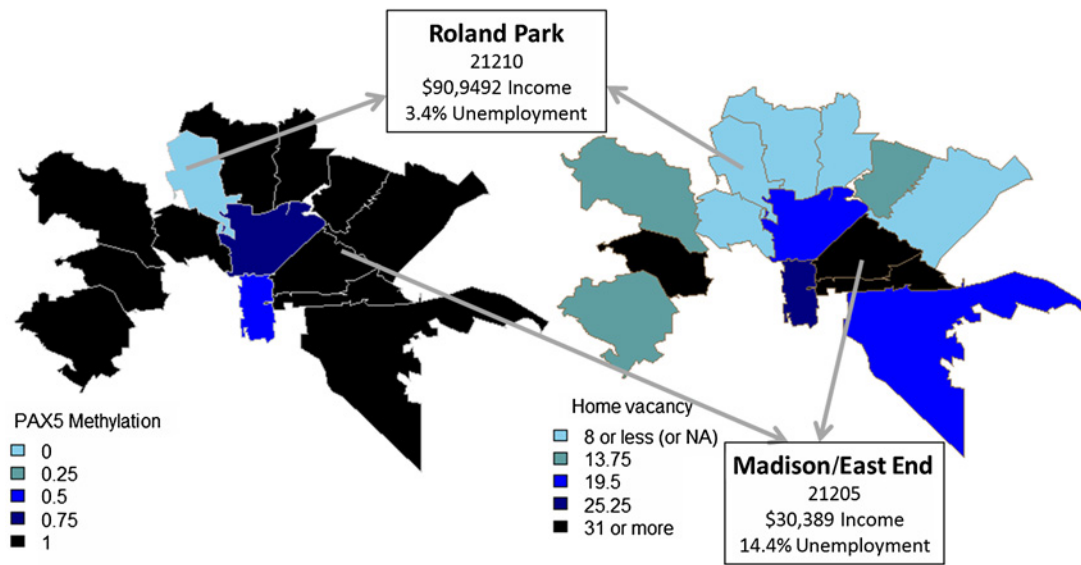 Roland Park
21210
$90,9492 Income
3.4% Unemployment
PAX5 Methylation
0
0.25
0.5
0.75
1
Home vacancy
8 or less (or NA)
13.75
19.5
25.25
31 or more
Madison/East End
21205
$30,389 Income
14.4% Unemployment